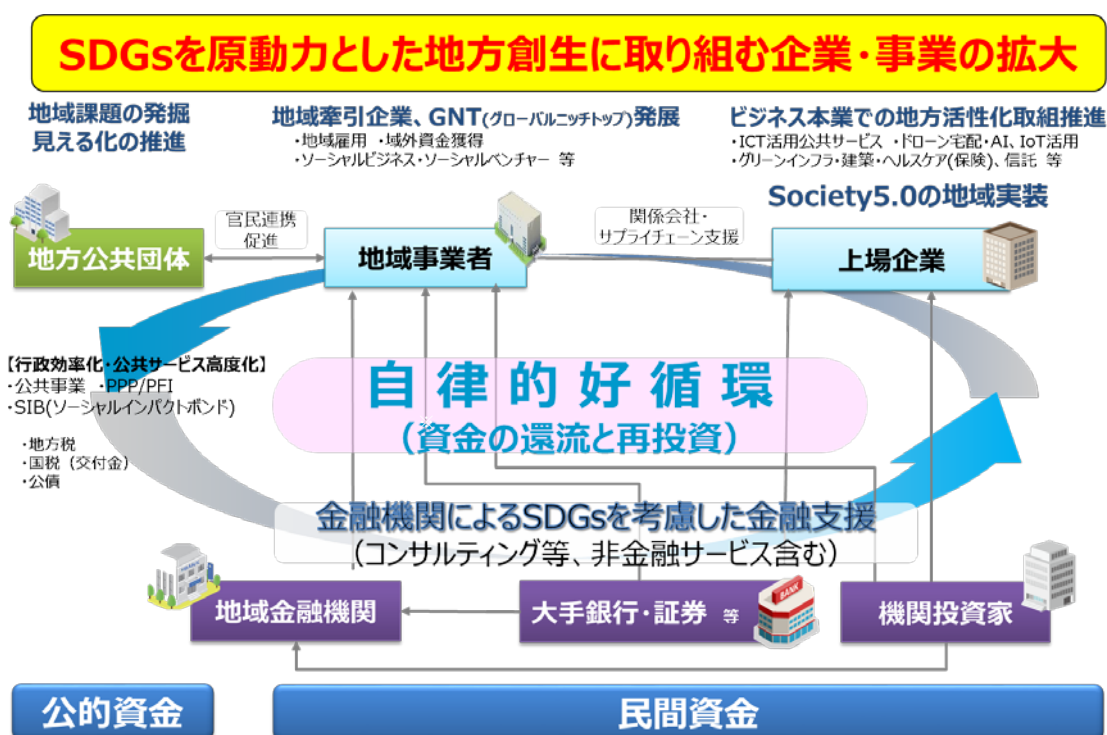 SDGsを原動力とした地方創生に取り組む企業・事業の拡大
地域課題の発掘
見える化の推進
地域牽引企業、GNT(グローバルニッチトップ)発展
・地域雇用 ・域外資金獲得
・ソーシャルビジネス・ソーシャルベンチャー 等
ビジネス本業での地方活性化取組推進
・ICT活用公共サービス ・ドローン宅配・AI、IoT活用
・グリーンインフラ・建築・ヘルスケア(保険)、信託 等
Society5.0の地域実装
官民連携
促進
関係会社・
サプライチェーン支援
地方公共団体
地域事業者
上場企業
【行政効率化・公共サービス高度化】
・公共事業 ・PPP/PFI
・SIB(ソーシャルインパクトボンド)
・地方税
・国税（交付金）
・公債
自律的好循環
（資金の還流と再投資）
金融機関によるSDGsを考慮した金融支援
（コンサルティング等、非金融サービス含む）
地域金融機関
大手銀行・証券 等
BANK
機関投資家
公的資金
民間資金